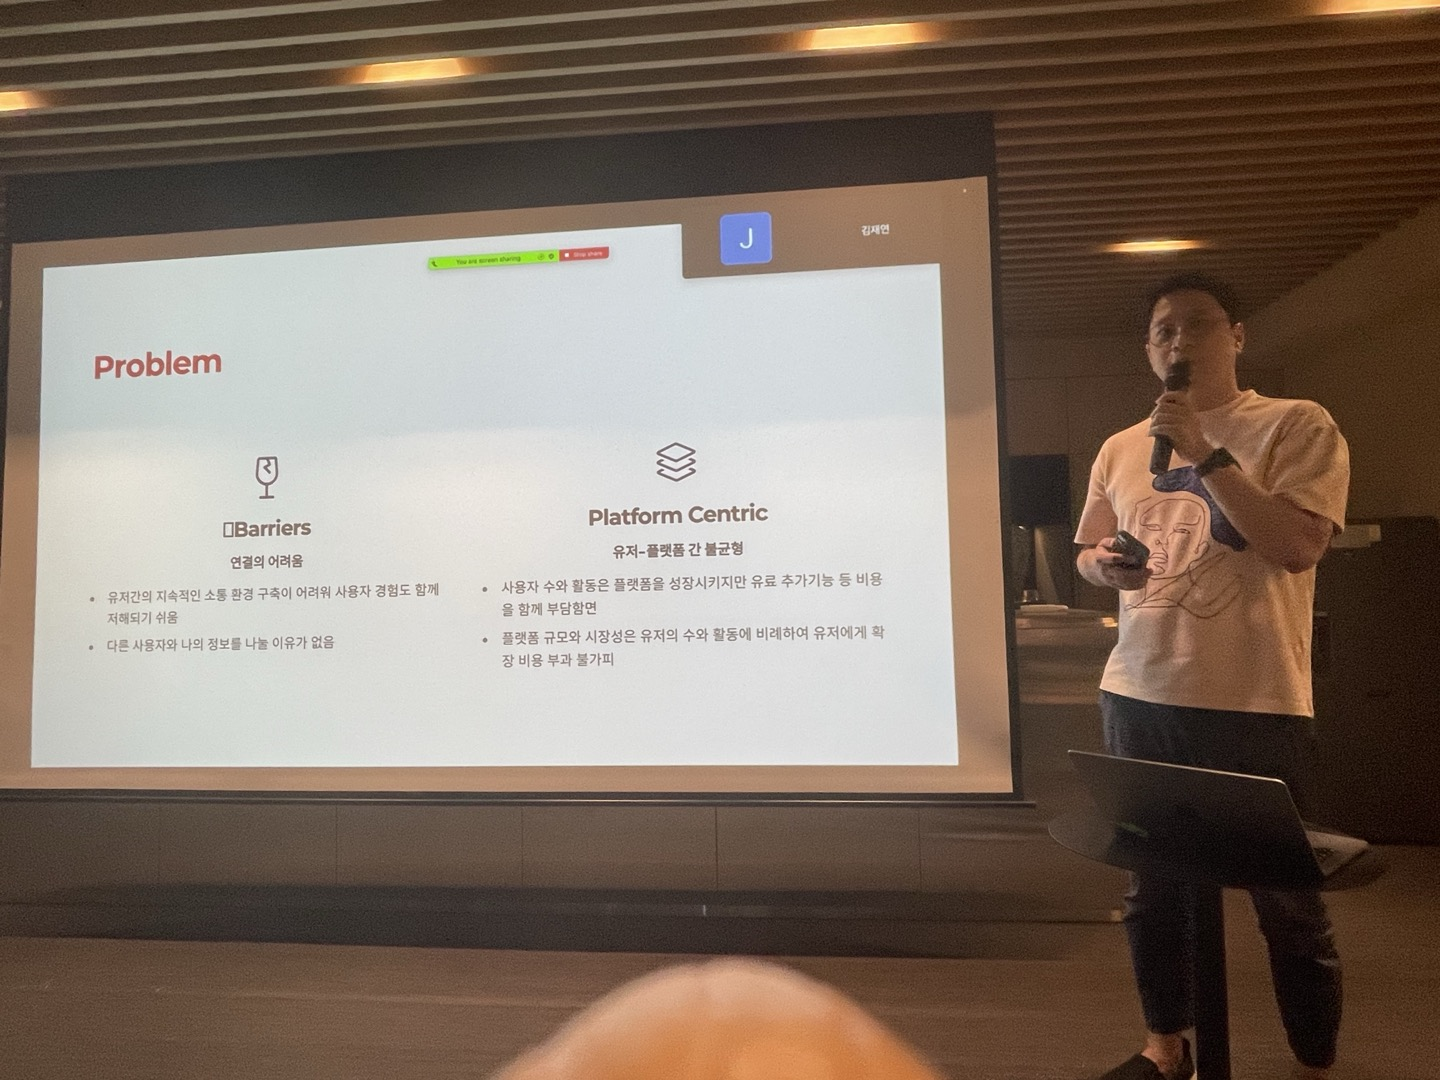 You are screen sharing
Stop share
J
김재연
Problem
Barriers
연결의 어려움
• 유저간의 지속적인 소통 환경 구축이 어려워 사용자 경험도 함께
저해되기 쉬움
• 다른 사용자와 나의 정보를 나눌 이유가 없음
Platform Centric
유저-플랫폼 간 불균형
• 사용자 수와 활동은 플랫폼을 성장시키지만 유료 추가기능 등 비용
을 함께 부담함면
• 플랫폼 규모와 시장성은 유저의 수와 활동에 비례하여 유저에게 확
장 비용 부과 불가피